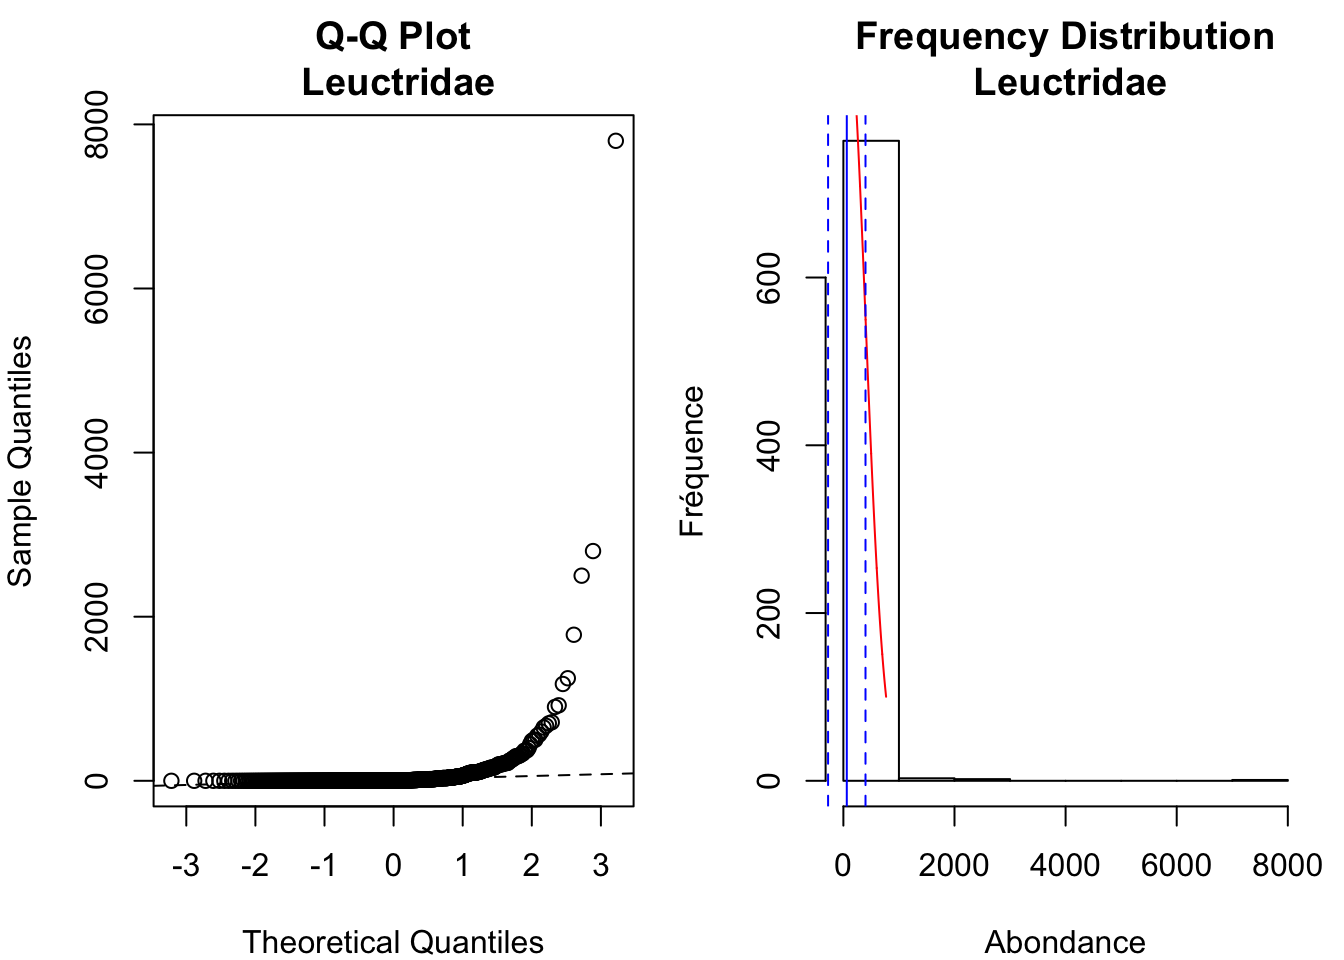 Q-Q Plot
Leuctridae
8000
6000
4000
2000
0
Sample Quantiles
-3 -2 -1 0 1 2 3
Theoretical Quantiles
Frequency Distribution
Leuctridae
600
400
200
0
Fréquence
0 2000 4000 6000 8000
Abondance